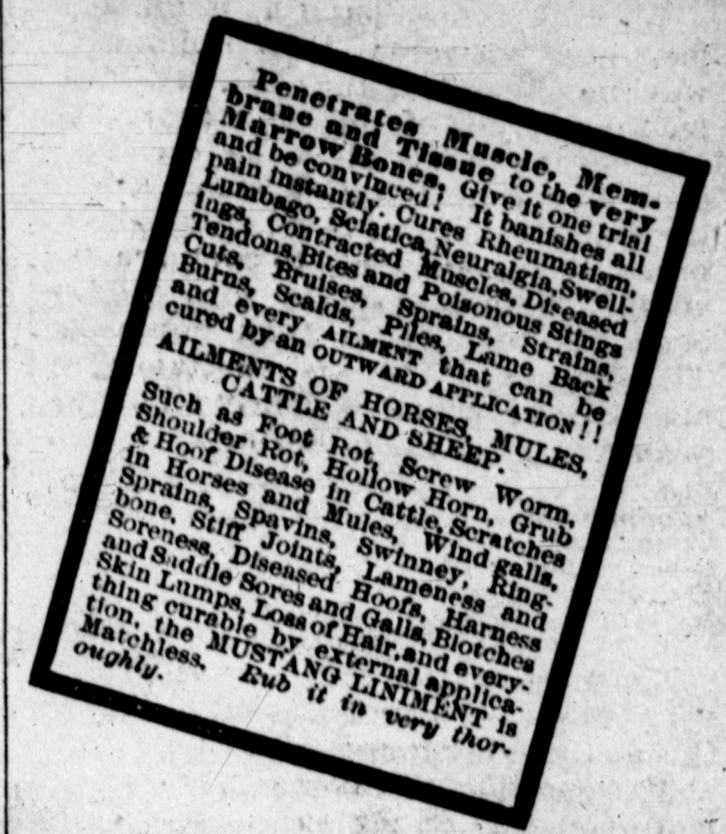 Penetrates Muscle, Mem-
brane and Tissue to the very
Marrow Bones. Give it one trial
and be convinced! It banishes all
pain instantly. Cures Rheumatism,
Lumbago, Sciatica, Neuralgia, Swell-
ings, Contracted Muscles, Diseased
Tendons, Bites and Poisonous Stings
Cuts, Bruises, Sprains, Strains,
Burns, Scalds, Piles, Lame Back
and every AILMENT that can be
cured by an OUTWARD APPLICATION!!
AILMENTS OF HORSES, MULES,
CATTLE AND SHEEP.
Such as Foot Rot, Screw Worm,
Shoulder Rot, Hollow Horn, Grub
& Hoof Disease in Cattle, Scratches
in Horses and Mules, Wind galls,
Sprains, Spavins, Swinney, Ring-
bone, Stiff Joints, Lameness and
Soreness, Diseased Hoofs, Harness
and Saddle Sores and Galls, Blotches
Skin Lumps, Loss of Hair, and every-
thing curable by external applica-
tion, the MUSTANG LINIMENT is
Matchless. Rub it in very thor-
oughly.